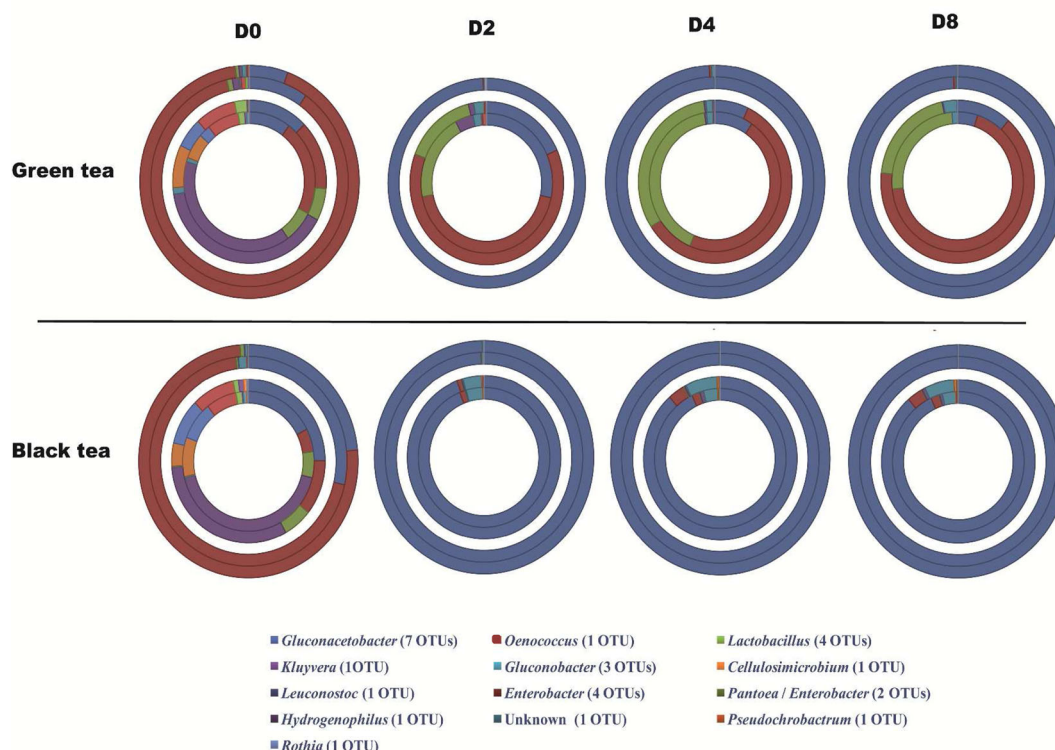 D0 D2 D4 D8
Green tea
Black tea
Gluconacetobacter (7 OTUs) Oenococcus (1 OTU) Lactobacillus (4 OTUs)
Kluyvera (1OTU) Gluconobacter (3 OTUs) Cellulosimicrobium (1 OTU)
Leuconostoc (1 OTU) Enterobacter (4 OTUs) Pantoea / Enterobacter (2 OTUs)
Hydrogenophilus (1 OTU) Unknown (1 OTU) Pseudochrobactrum (1 OTU)
Rothia (1 OTU)